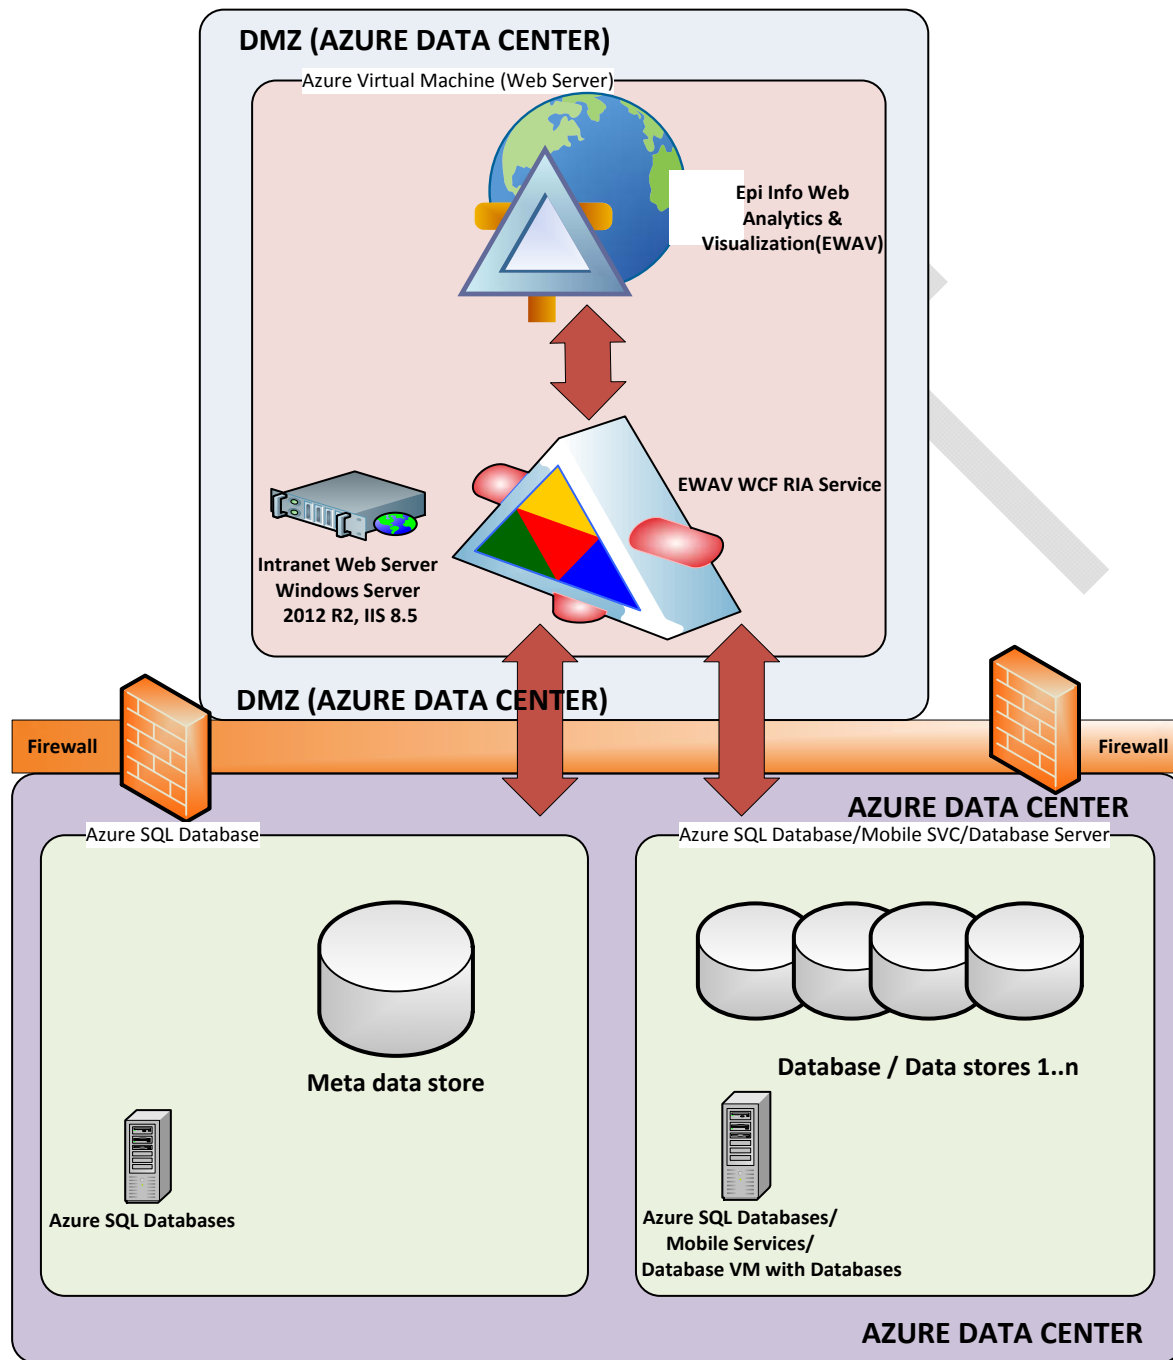 DMZ (AZURE DATA CENTER)
Azure Virtual Machine (Web Server)
Epi Info Web
Analytics &
Visualization(EWAV)
EWAV WCF RIA Service
Intranet Web Server
Windows Server
2012 R2, IIS 8.5
DMZ (AZURE DATA CENTER)
Firewall
Firewall
AZURE DATA CENTER
Azure SQL Database
Azure SQL Database/Mobile SVC/Database Server
Meta data store
Database / Data stores 1..n
Azure SQL Databases
Azure SQL Databases/
Mobile Services/
Database VM with Databases
AZURE DATA CENTER